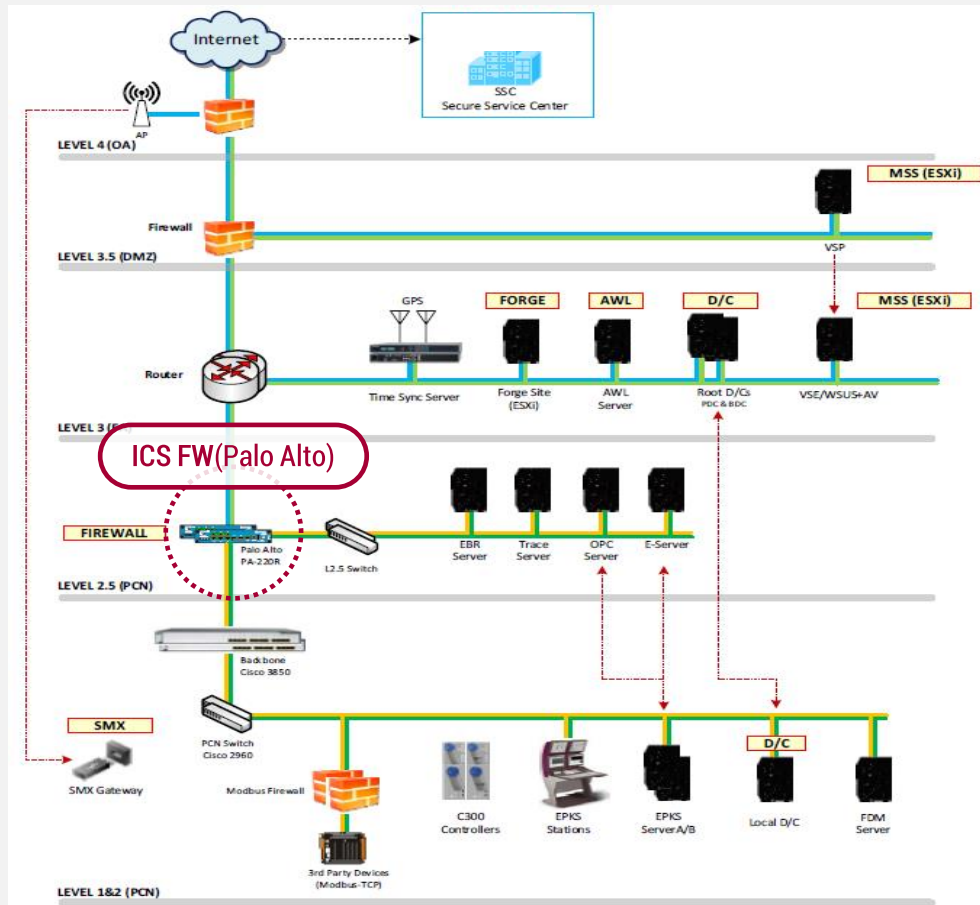 Internet
SSC
Secure Service Center
AP
LEVEL 4 (OA)
MSS (ESXi)
Firewall
VSP
LEVEL 3.5 (DMZ)
GPS
FORGE
AWL
D/C
MSS (ESXi)
Router
Time Sync Server
Forge Site
(ESXi)
AWL
Server
Root D/Cs
PDC & BDC
VSE/WSUS+AV
LEVEL 3
ICS FW(Palo Alto)
FIREWALL
Palo Alto
PA-220R
L2.5 Switch
EBR
Server
Trace
Server
OPC
Server
E-Server
LEVEL 2.5 (PCN)
Backbone
Cisco 3850
SMX
PCN Switch
Cisco 2960
D/C
SMX Gateway
Modbus Firewall
C300
Controllers
EPKS
Stations
EPKS
ServerA/B
Local D/C
FDM
Server
3rd Party Devices
(Modbus-TCP)
LEVEL 1&2 (PCN)